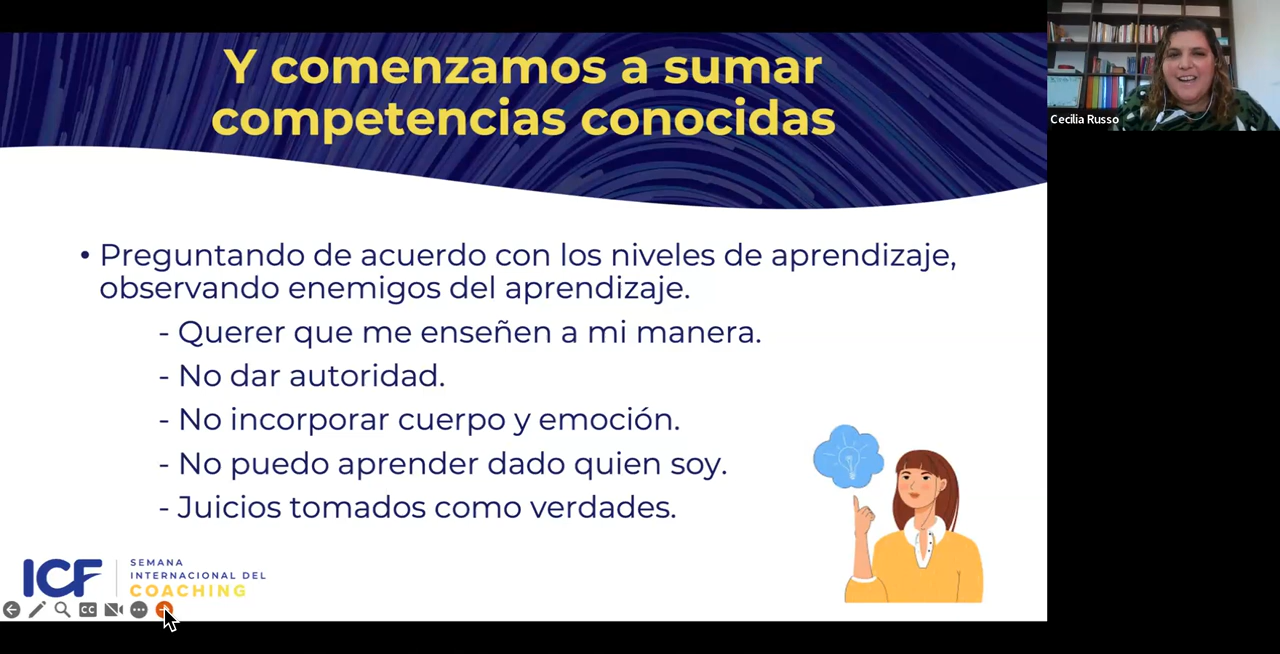 Y comenzamos a sumar
competencias conocidas
Cecilia Russo
• Preguntando de acuerdo con los niveles de aprendizaje,
observando enemigos del aprendizaje.
- Querer que me enseñen a mi manera.
- No dar autoridad.
- No incorporar cuerpo y emoción.
- No puedo aprender dado quien soy.
- Juicios tomados como verdades.
ICF
SEMANA
INTERNACIONAL DEL
COACHING
CC